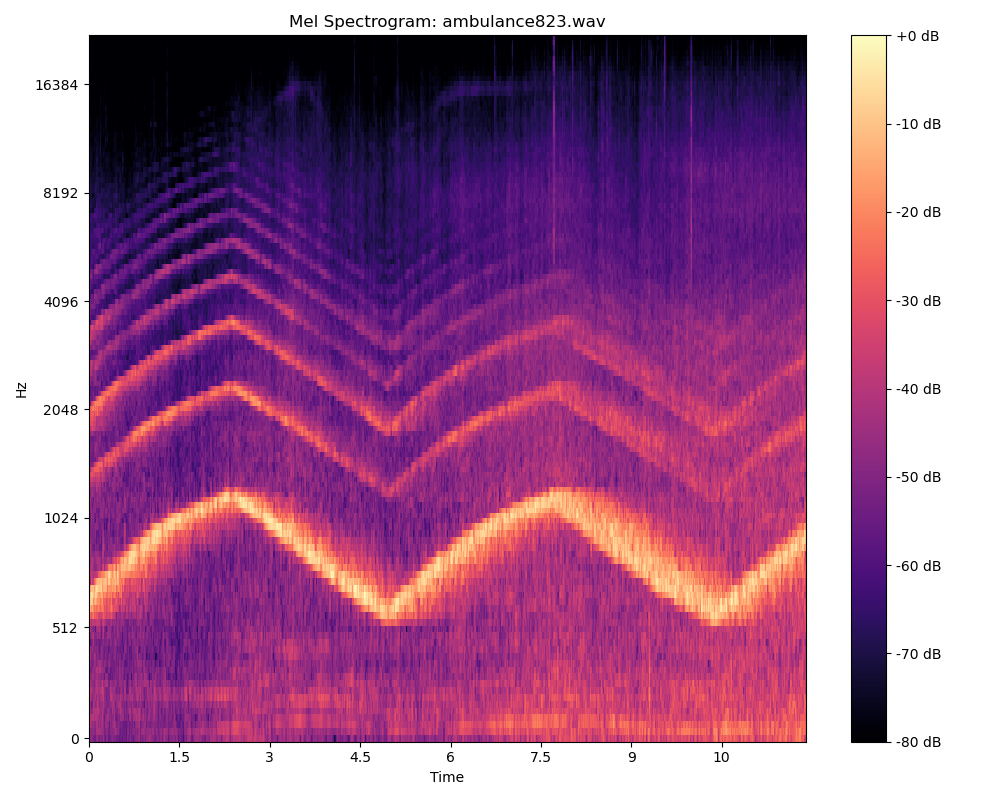 Mel Spectrogram: ambulance823.wav
Hz
16384
8192
4096
2048
1024
512
0
0 1.5 3 4.5 6 7.5 9 10
Time
+0 dB
-10 dB
-20 dB
-30 dB
-40 dB
-50 dB
-60 dB
-70 dB
-80 dB